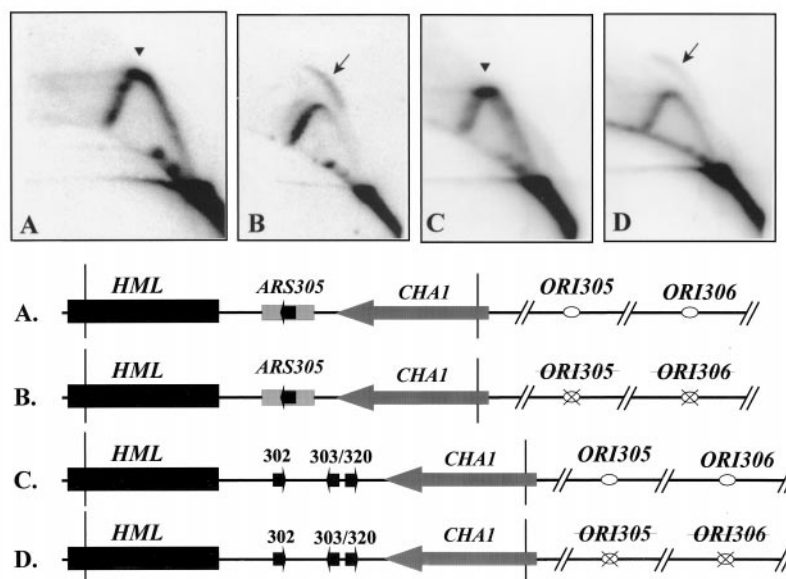 A B C D
HML ARS305 CHA1 ORI305 ORI306
A.
HML ARS305 CHA1 ORI305 ORI306
B.
HML 302 303/320 CHA1 ORI305 ORI306
C.
HML 302 303/320 CHA1 ORI305 ORI306
D.